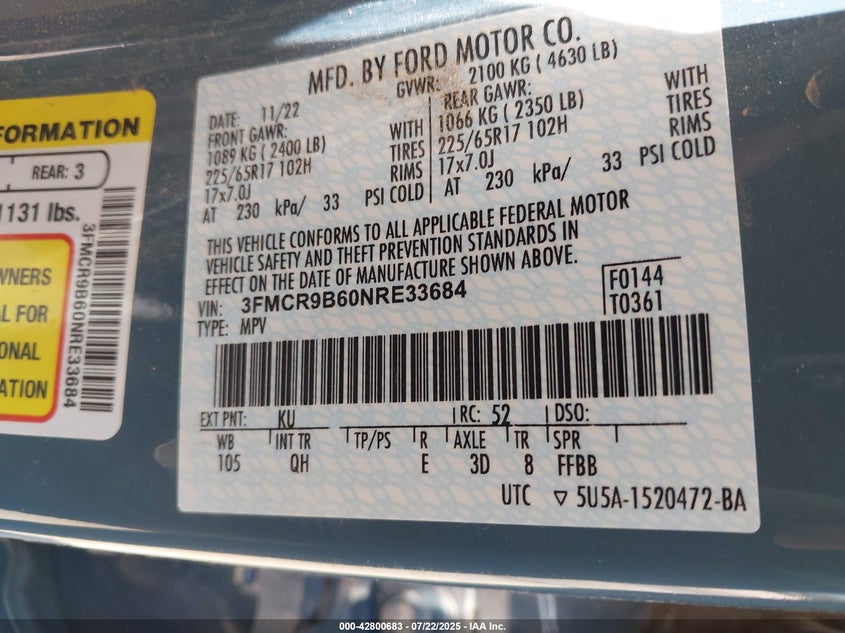 MFD. BY FORD MOTOR CO.
GVWR: 2100 KG ( 4630 LB)
DATE: 11/22
FRONT GAWR:
1089 KG ( 2400 LB) WITH
225/65R17 102H TIRES
17x7.0J RIMS
AT 230 kPa/ 33 PSI COLD
REAR GAWR:
1066 KG ( 2350 LB) WITH
225/65R17 102H TIRES
17x7.0J RIMS
AT 230 kPa/ 33 PSI COLD
THIS VEHICLE CONFORMS TO ALL APPLICABLE FEDERAL MOTOR
VEHICLE SAFETY AND THEFT PREVENTION STANDARDS IN
EFFECT ON THE DATE OF MANUFACTURE SHOWN ABOVE.
VIN: 3FMCR9B60NRE33684
TYPE: MPV
F0144
T0361
EXT PNT: KU RC: 52 DSO:
WB INT TR TP/PS R AXLE TR SPR
105 QH E 3D 8 FFBB
UTC ▽ 5U5A-1520472-BA
FORMATION
REAR: 3
1131 lbs.
3FMCR9B60NRE33684
WNERS
AL FOR
ONAL
ATION
000-42800683 - 07/22/2025 - IAA Inc.